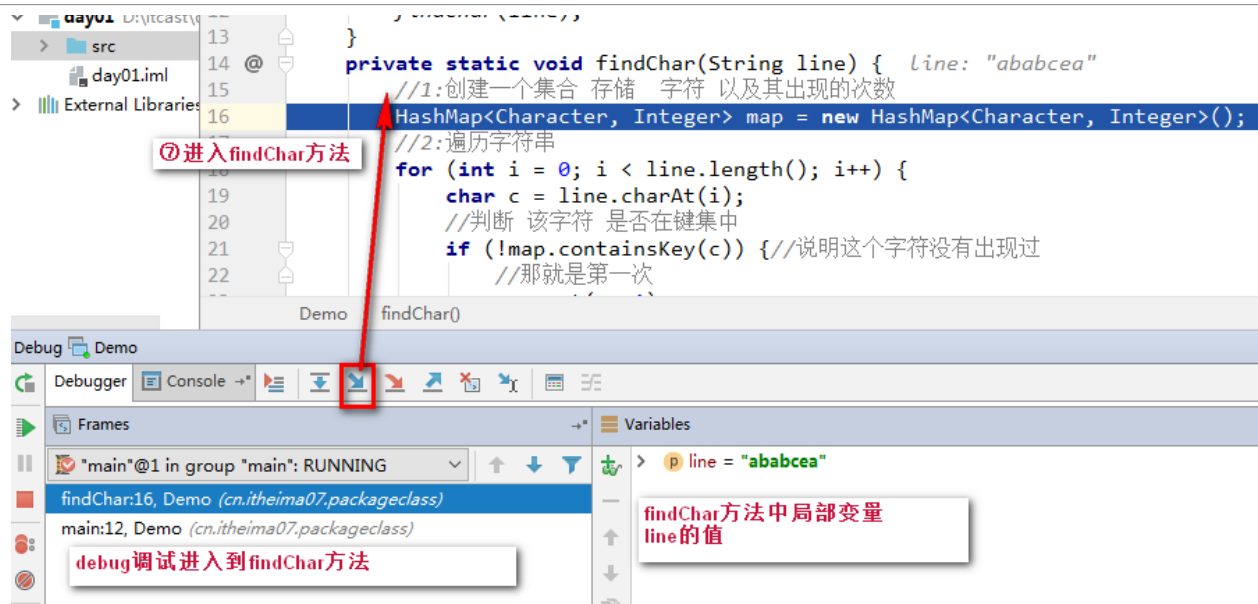 day01 D:\itcast\
src
day01.iml
External Libraries
12 findChar(line);
13 }
14 @ private static void findChar(String line) { line: "ababcea"
15 //1:创建一个集合 存储 字符 以及其出现的次数
16 HashMap<Character, Integer> map = new HashMap<Character, Integer>();
//2:遍历字符串
⑦进入findChar方法
18 for (int i = 0; i < line.length(); i++) {
19 char c = line.charAt(i);
20 //判断 该字符 是否在键集中
21 if (!map.containsKey(c)) {//说明这个字符没有出现过
22 //那就是第一次
Demo findChar()
Debug Demo
Debugger Console
Frames
Variables
"main"@1 in group "main": RUNNING
line = "ababcea"
findChar:16, Demo (cn.itheima07.packageclass)
main:12, Demo (cn.itheima07.packageclass)
findChar方法中局部变量
line的值
debug调试进入到findChar方法